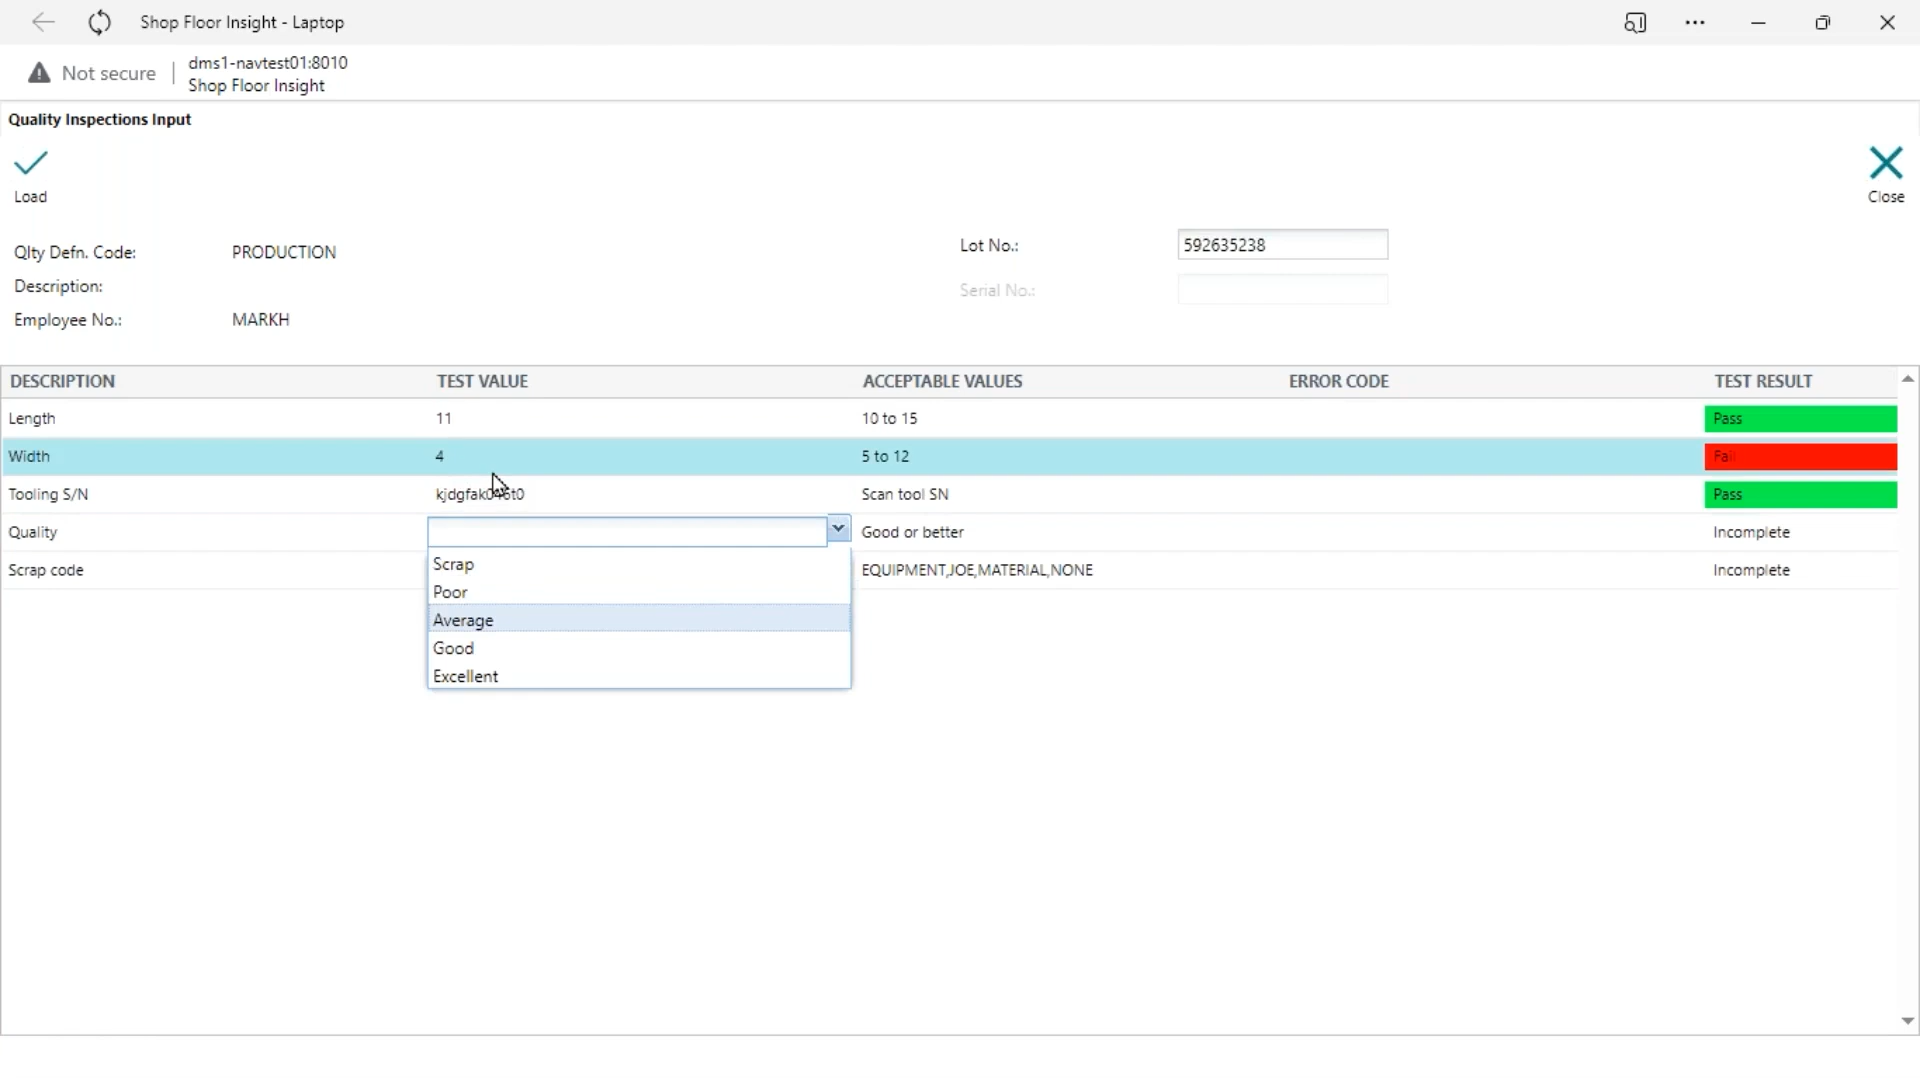 Shop Floor Insight - Laptop
Not secure
dms1-navtest01:8010
Shop Floor Insight
Quality Inspections Input
Load
Close
Qlty Defn. Code: PRODUCTION
Lot No.: 592635238
Description:
Serial No.:
Employee No.: MARKH
DESCRIPTION TEST VALUE ACCEPTABLE VALUES ERROR CODE TEST RESULT
Length 11 10 to 15 Pass
Width 4 5 to 12 Fail
Tooling S/N Scan tool SN Pass
Quality Good or better Incomplete
Scrap code EQUIPMENT,JOE,MATERIAL,NONE Incomplete
Scrap
Poor
Average
Good
Excellent